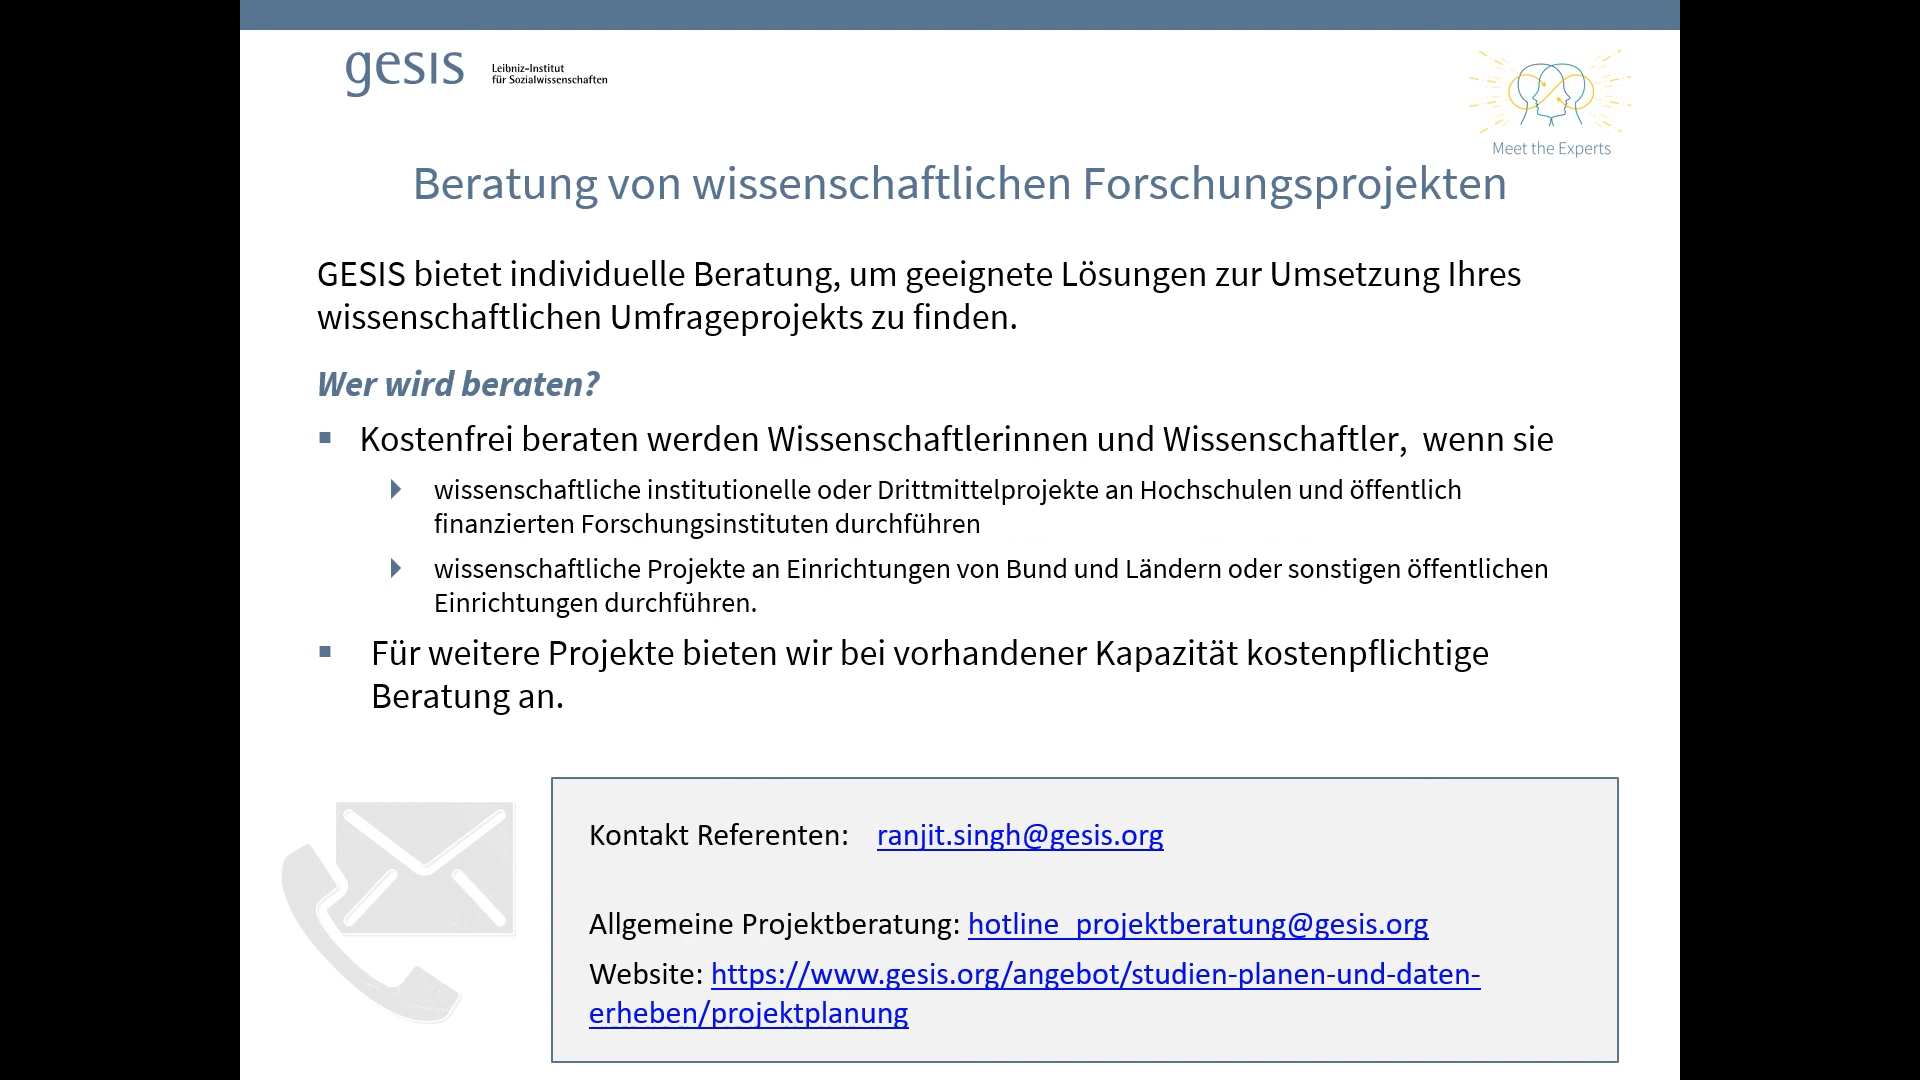 gesis
Leibniz-Institut
für Sozialwissenschaften
Meet the Experts
Beratung von wissenschaftlichen Forschungsprojekten
GESIS bietet individuelle Beratung, um geeignete Lösungen zur Umsetzung Ihres
wissenschaftlichen Umfrageprojekts zu finden.
Wer wird beraten?
Kostenfrei beraten werden Wissenschaftlerinnen und Wissenschaftler,  wenn sie
wissenschaftliche institutionelle oder Drittmittelprojekte an Hochschulen und öffentlich
finanzierten Forschungsinstituten durchführen
wissenschaftliche Projekte an Einrichtungen von Bund und Ländern oder sonstigen öffentlichen
Einrichtungen durchführen.
Für weitere Projekte bieten wir bei vorhandener Kapazität kostenpflichtige
Beratung an.
Kontakt Referenten: ranjit.singh@gesis.org
Allgemeine Projektberatung: hotline_projektberatung@gesis.org
Website: https://www.gesis.org/angebot/studien-planen-und-daten-
erheben/projektplanung